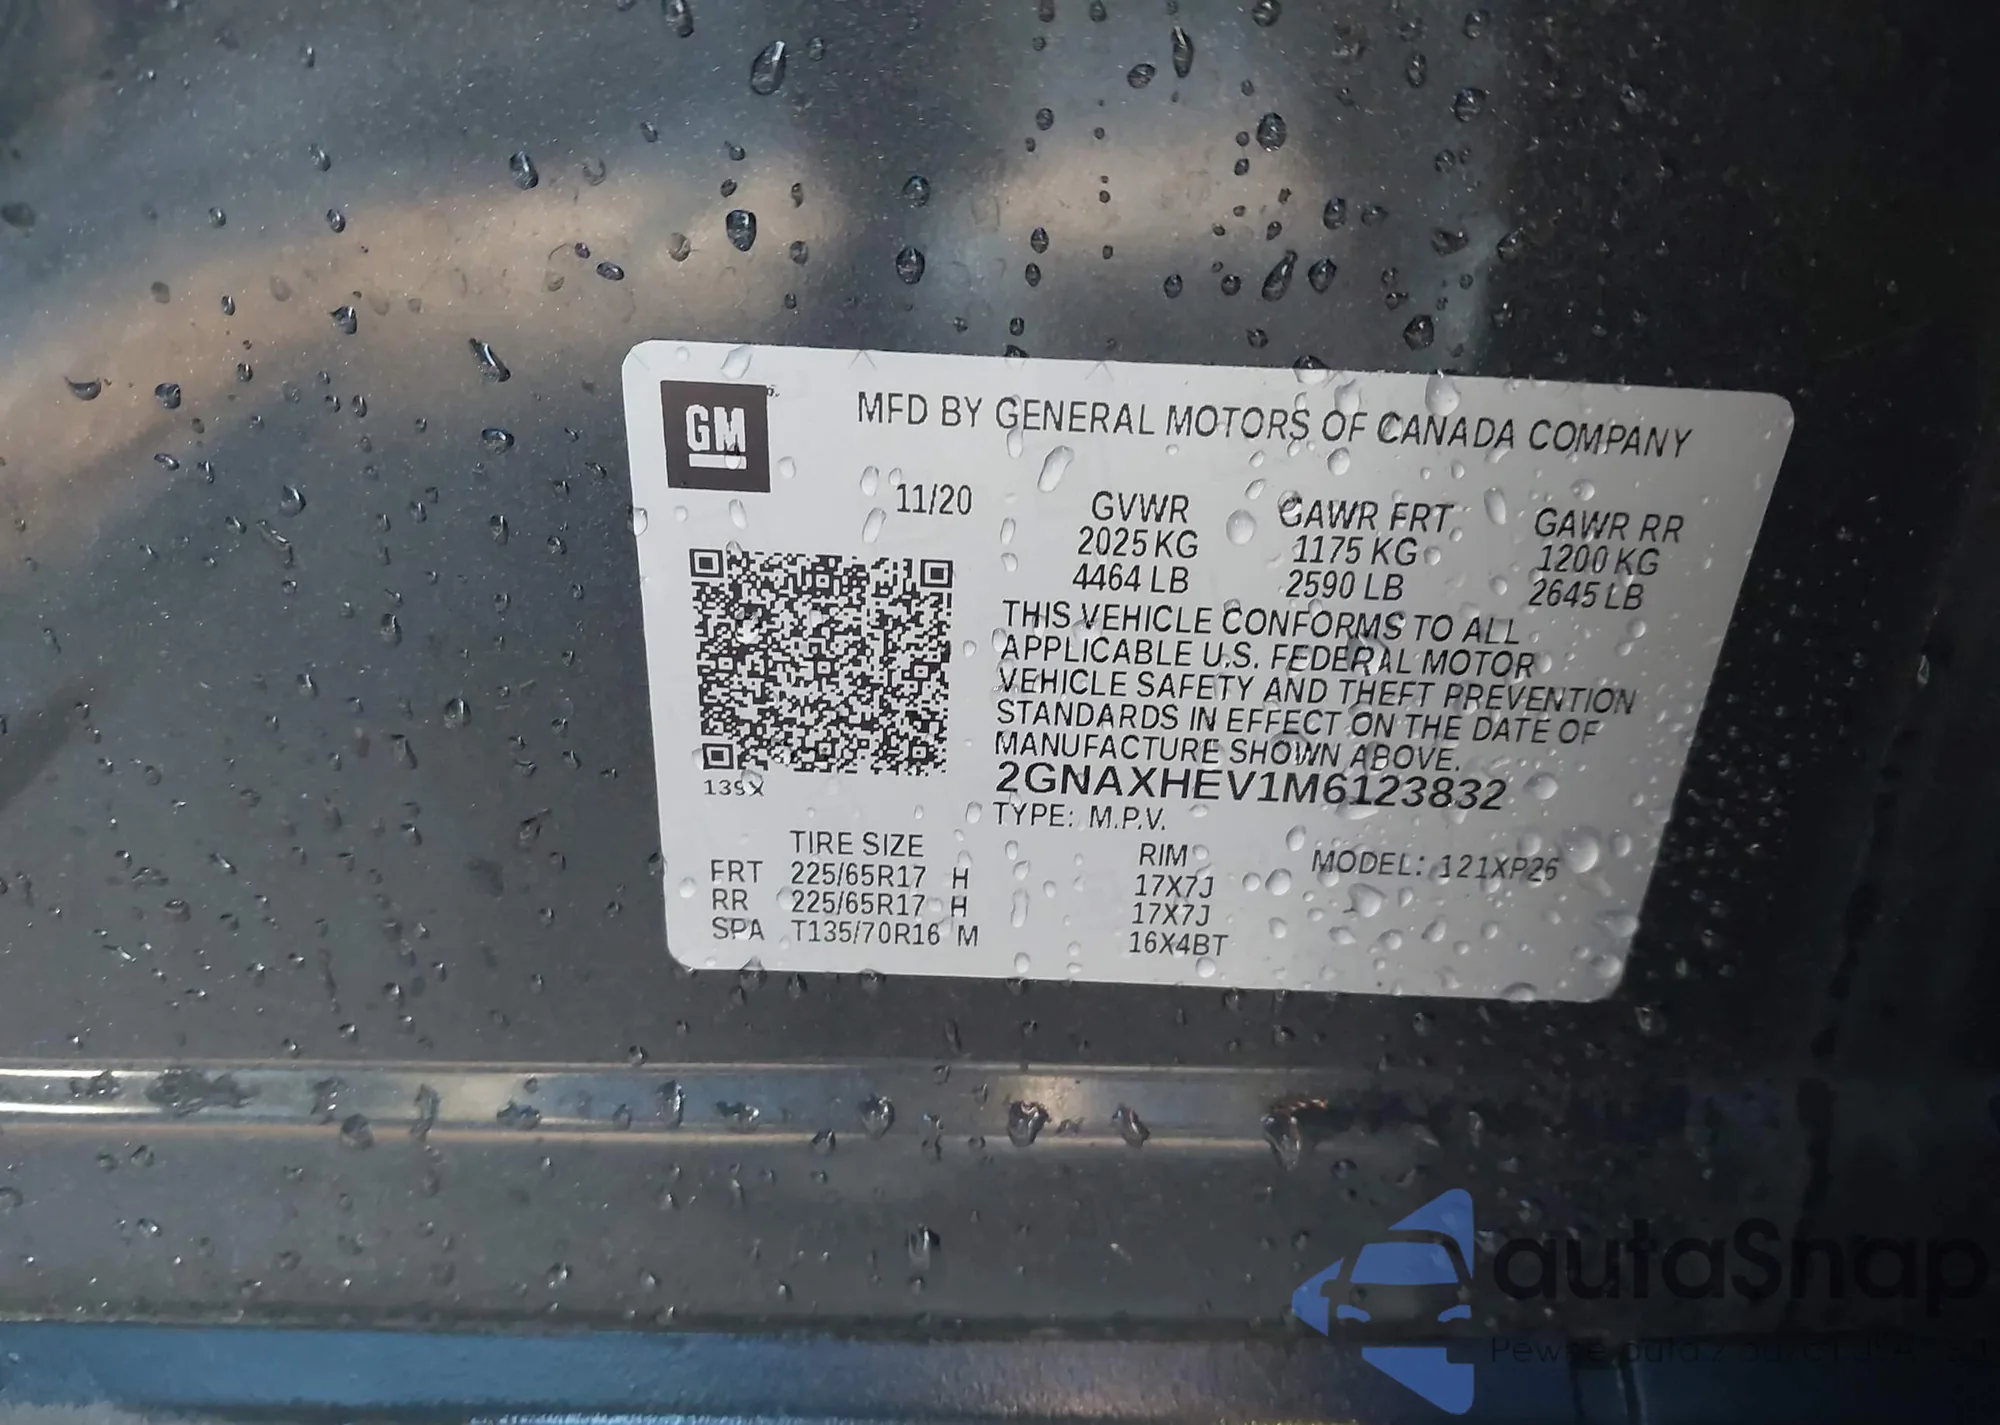 GM
MFD BY GENERAL MOTORS OF CANADA COMPANY
11/20 GVWR GAWR FRT GAWR RR
2025 KG 1175 KG 1200 KG
4464 LB 2590 LB 2645 LB
THIS VEHICLE CONFORMS TO ALL
APPLICABLE U.S. FEDERAL MOTOR
VEHICLE SAFETY AND THEFT PREVENTION
STANDARDS IN EFFECT ON THE DATE OF
MANUFACTURE SHOWN ABOVE.
2GNAXHEV1M6123832
139X
TYPE: M.P.V.
TIRE SIZE RIM MODEL: 121XP26
FRT 225/65R17 H 17X7J
RR 225/65R17 H 17X7J
SPA T135/70R16 M 16X4BT
autaSnap